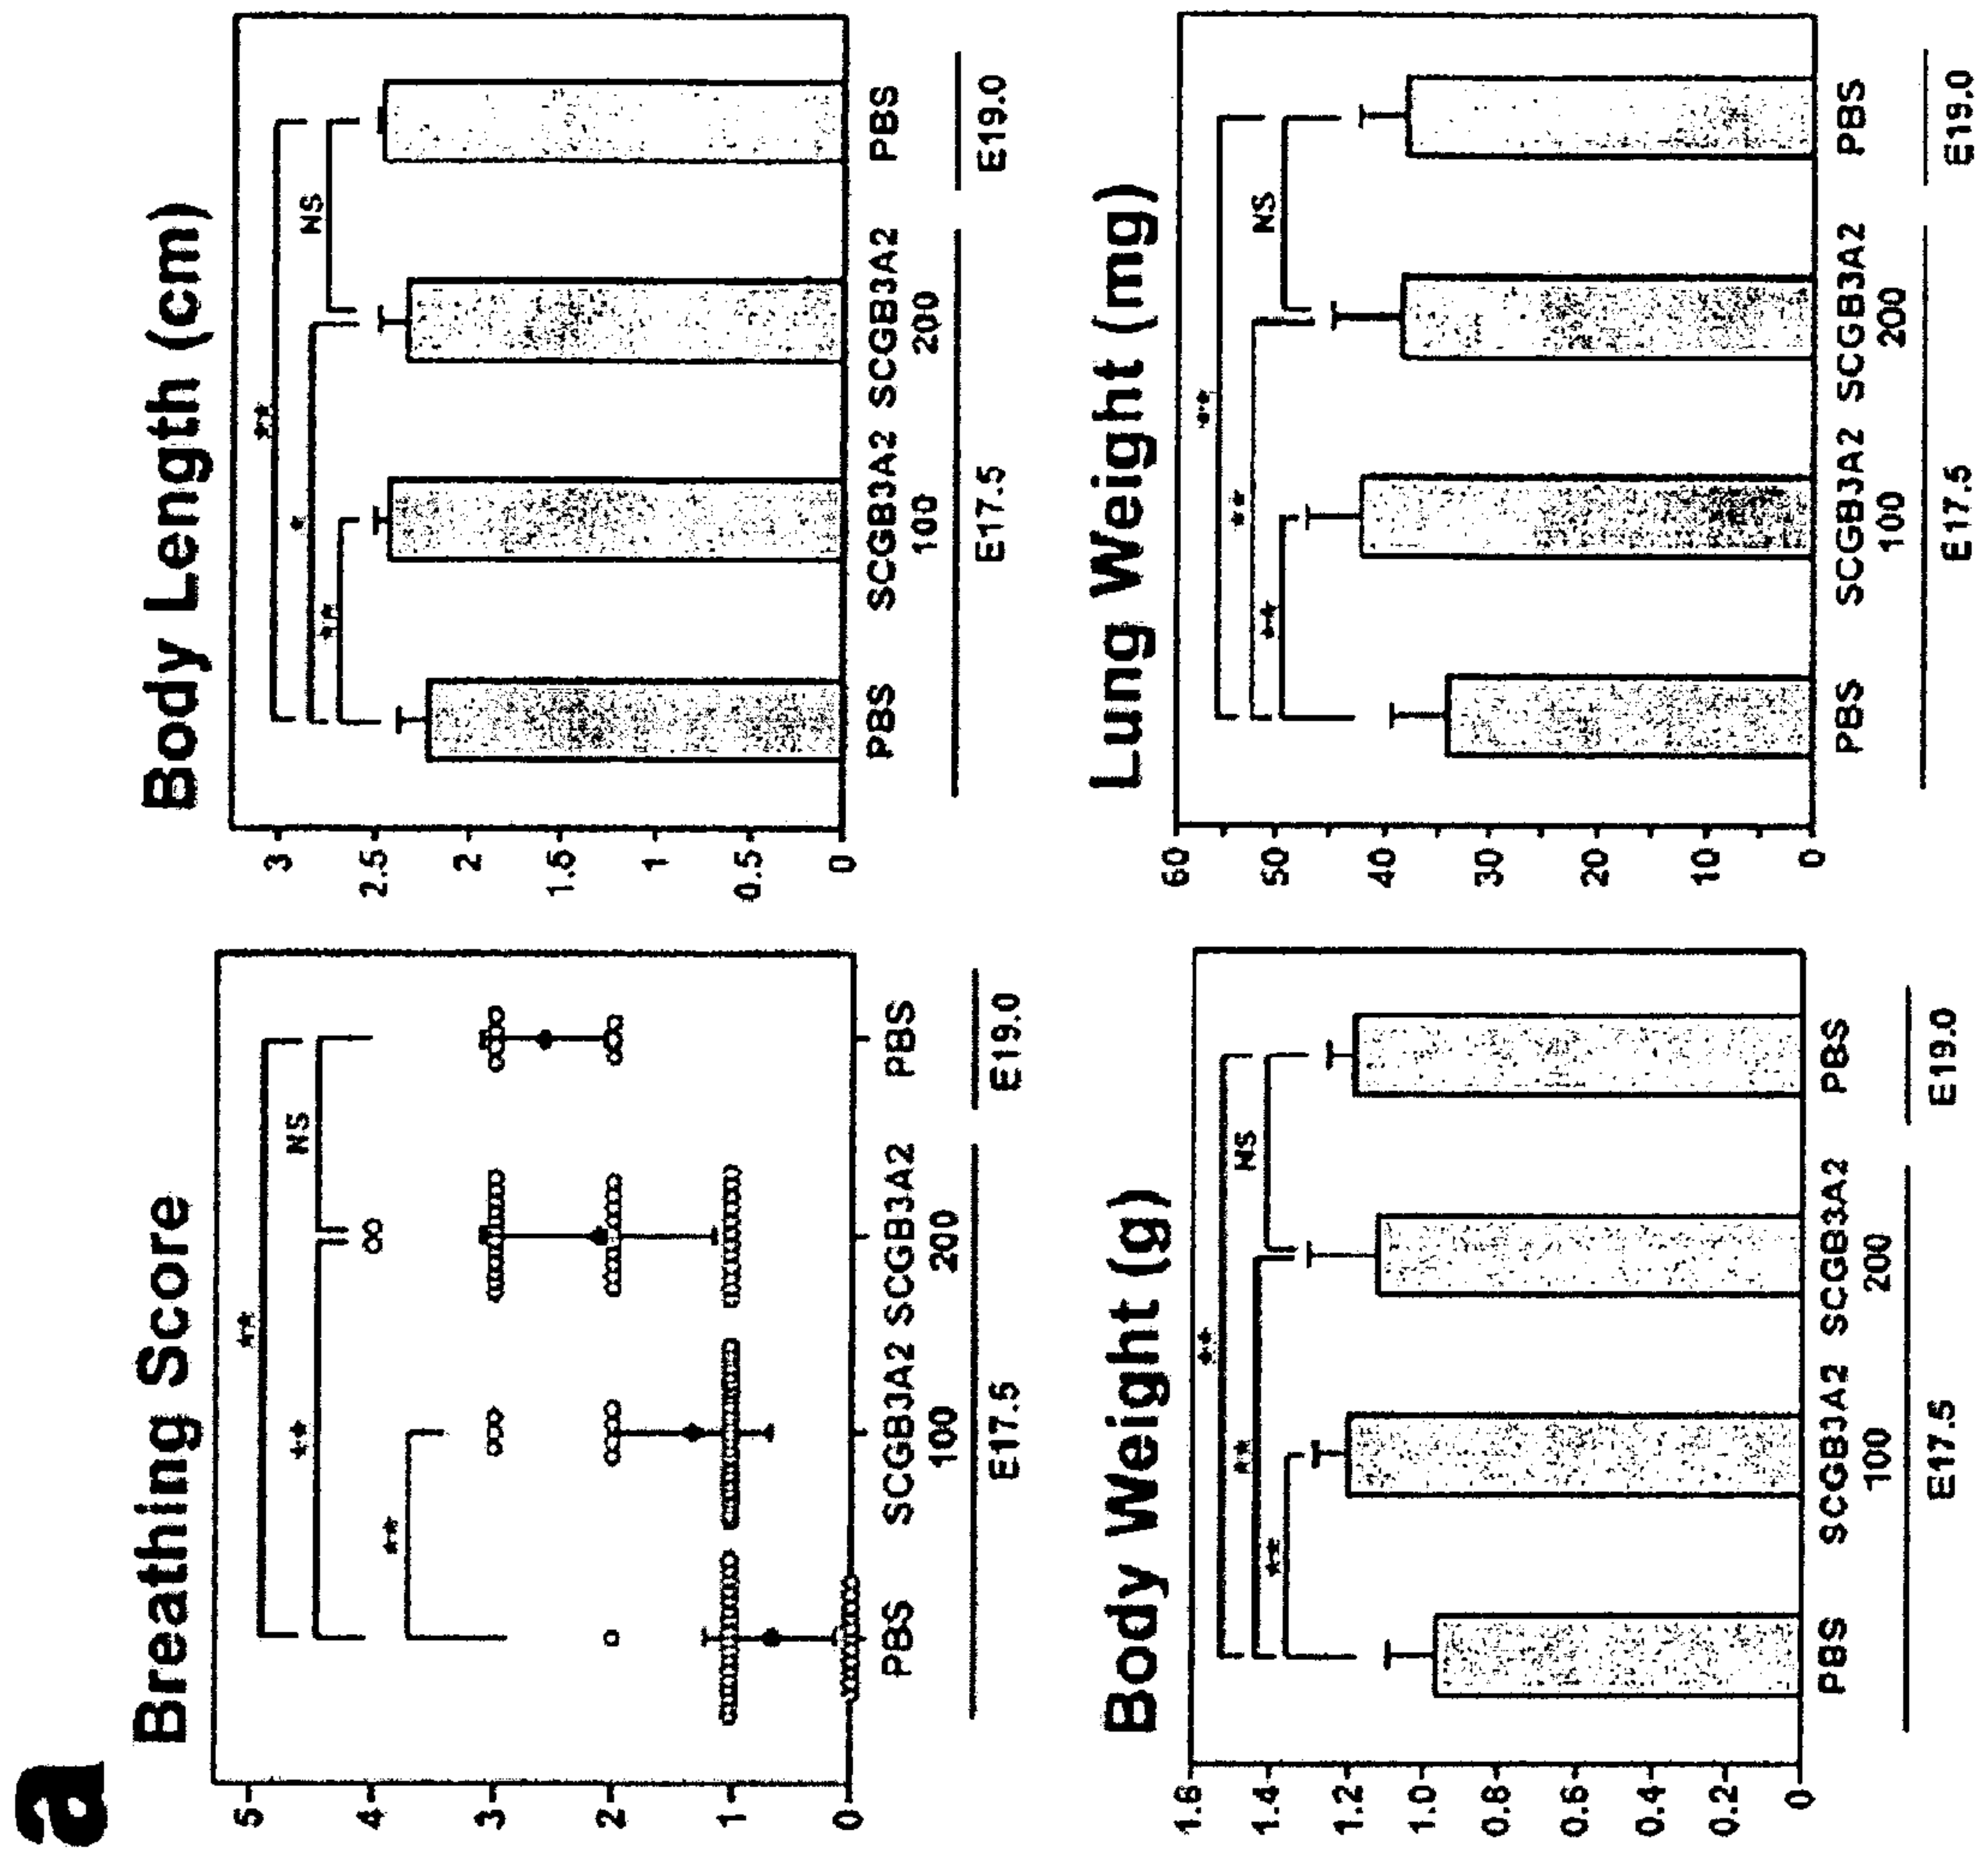 a
Breathing Score
**
NS
**
**
5
4
3
2
1
0
PBS SCGB3A2 SCGB3A2 PBS
100 200
E17.5 E19.0
Body Length (cm)
**
NS
*
**
3
2.5
2
1.5
1
0.5
0
PBS SCGB3A2 SCGB3A2 PBS
100 200
E17.5 E19.0
Body Weight (g)
**
NS
**
**
1.6
1.4
1.2
1.0
0.8
0.6
0.4
0.2
0
PBS SCGB3A2 SCGB3A2 PBS
100 200
E17.5 E19.0
Lung Weight (mg)
**
NS
**
**
60
50
40
30
20
10
0
PBS SCGB3A2 SCGB3A2 PBS
100 200
E17.5 E19.0